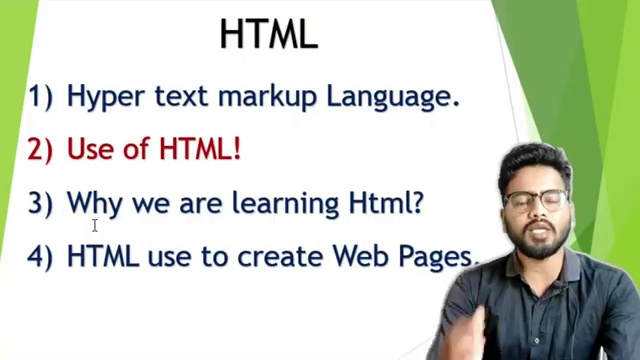 HTML
1) Hyper text markup Language.
2) Use of HTML!
3) Why we are learning Html?
4) HTML use to create Web Pages.